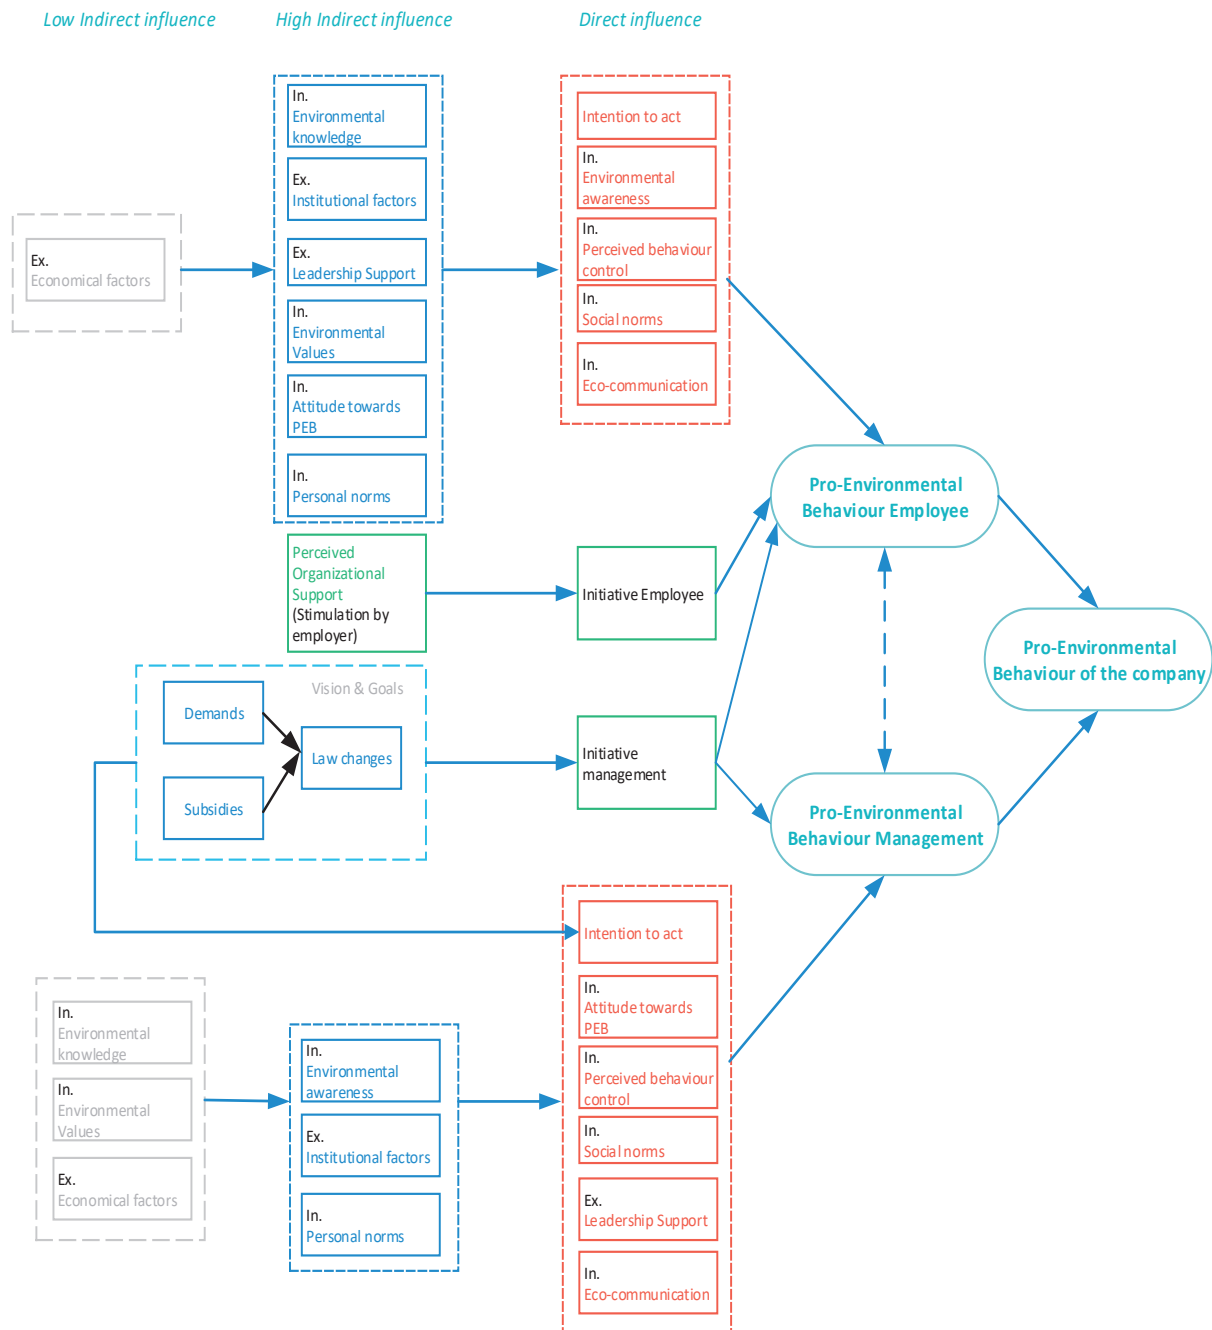 Low Indirect influence
High Indirect influence
Direct influence
Ex.
Economical factors
In.
Environmental
knowledge
Ex.
Institutional factors
Ex.
Leadership Support
In.
Environmental
Values
In.
Attitude towards
PEB
In.
Personal norms
Intention to act
In.
Environmental
awareness
In.
Perceived behaviour
control
In.
Social norms
In.
Eco-communication
Perceived
Organizational
Support
(Stimulation by
employer)
Initiative Employee
Vision & Goals
Demands
Subsidies
Law changes
Initiative
management
Pro-Environmental
Behaviour Employee
Pro-Environmental
Behaviour Management
Pro-Environmental
Behaviour of the company
In.
Environmental
knowledge
In.
Environmental
Values
Ex.
Economical factors
In.
Environmental
awareness
Ex.
Institutional factors
In.
Personal norms
Intention to act
In.
Attitude towards
PEB
In.
Perceived behaviour
control
In.
Social norms
Ex.
Leadership Support
In.
Eco-communication